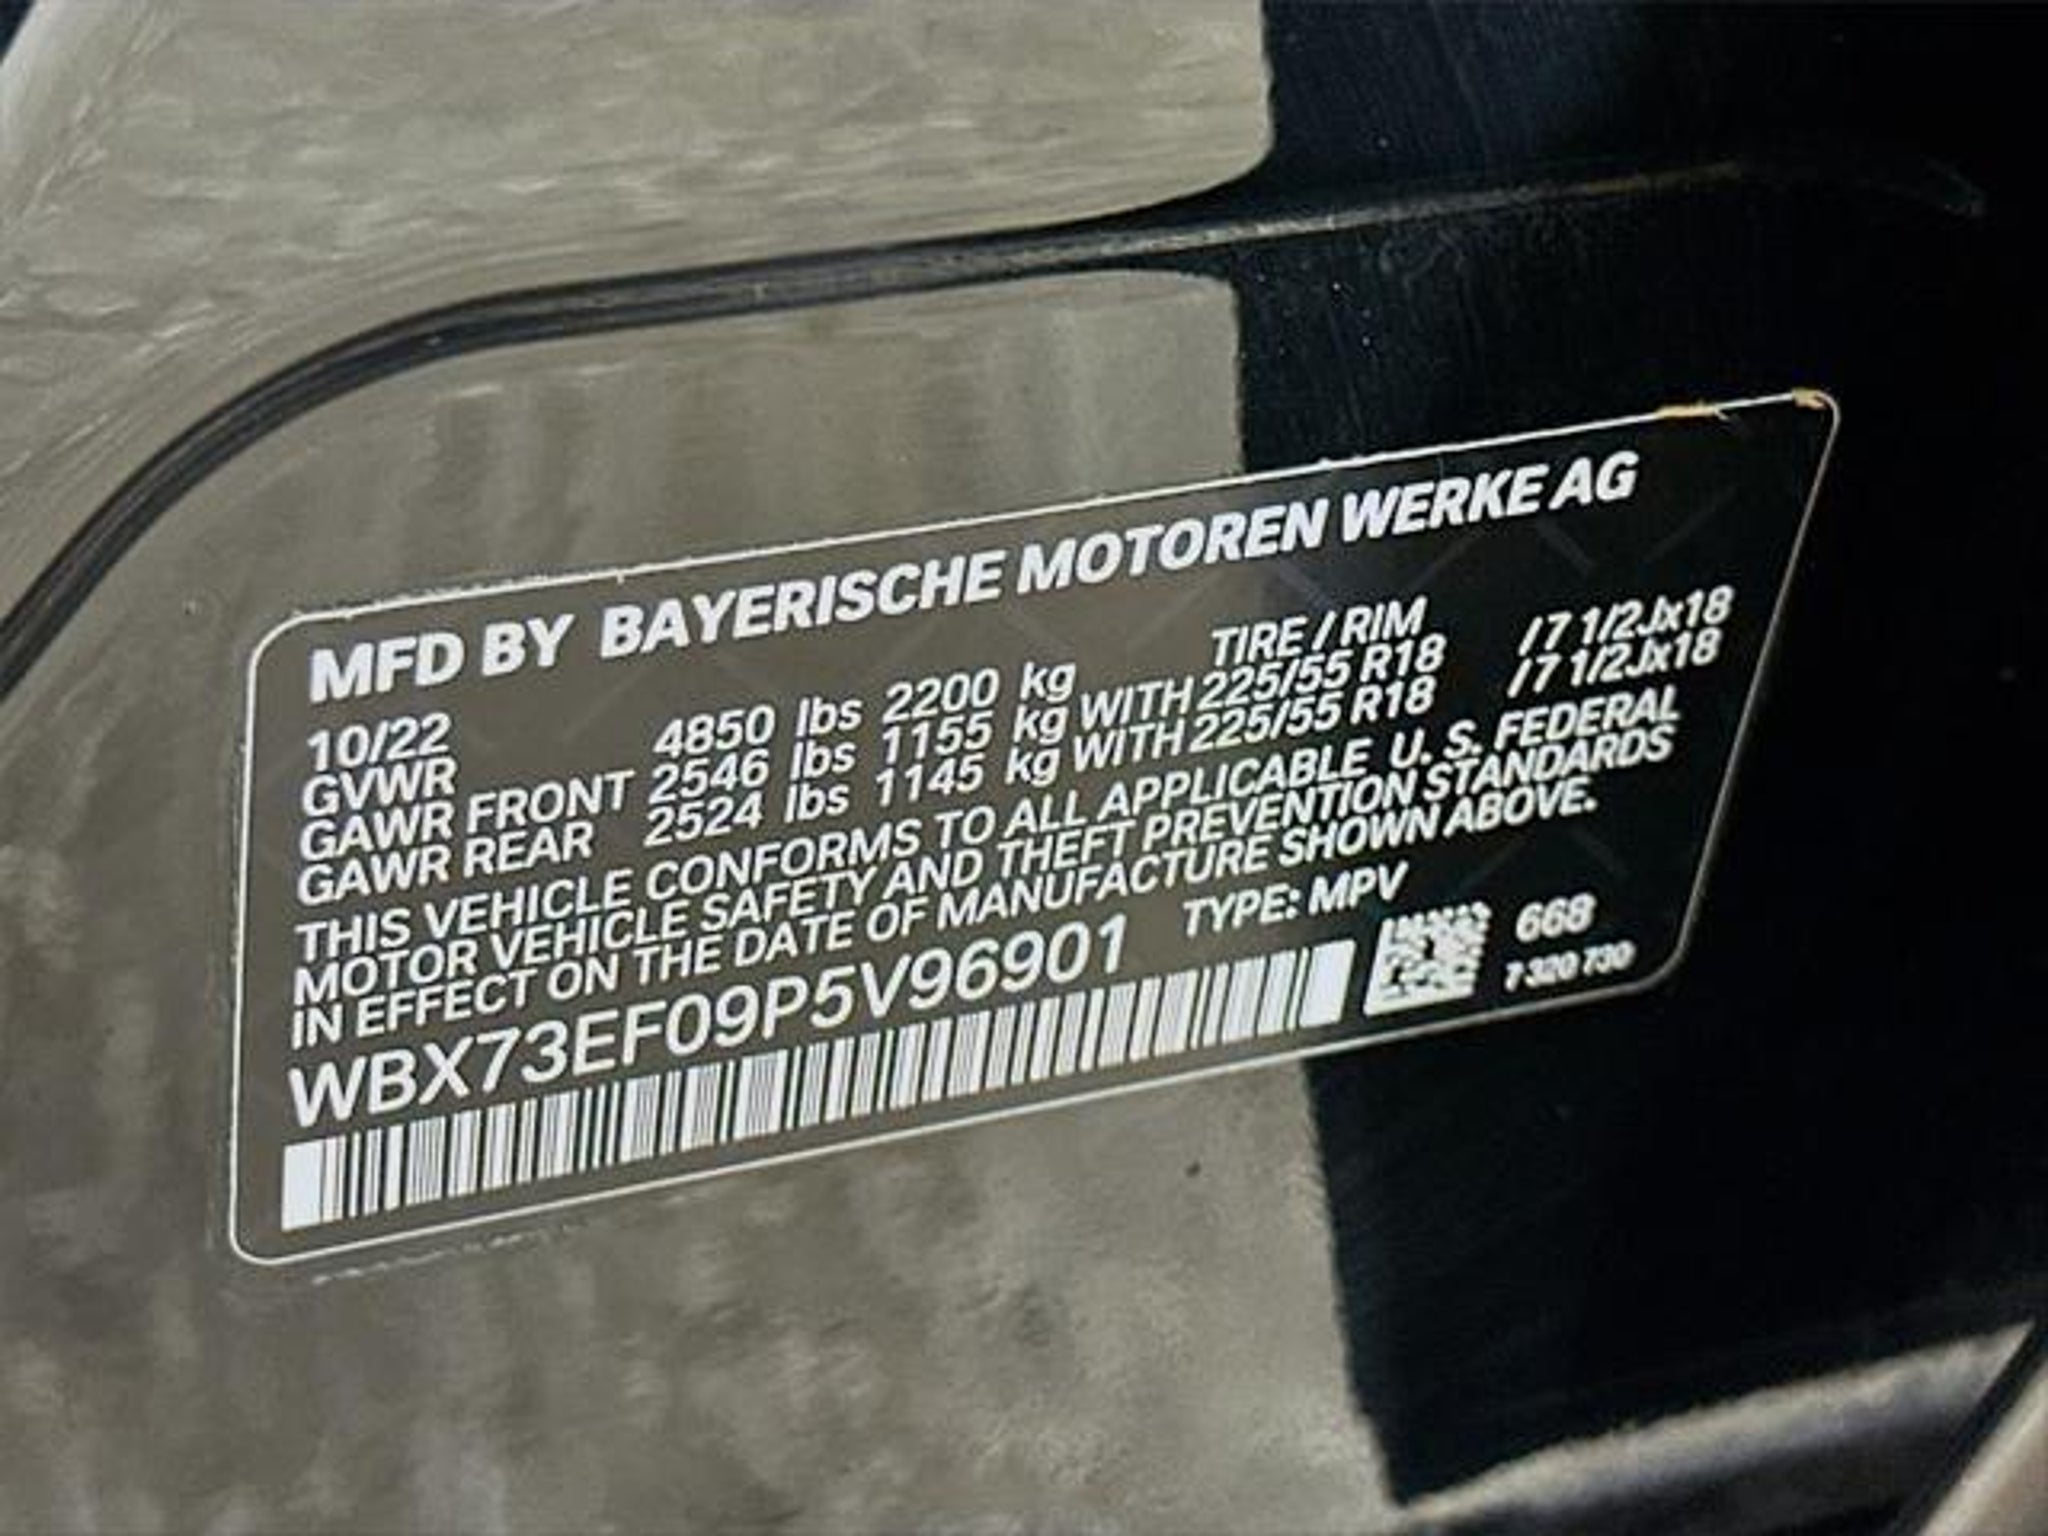 MFD BY BAYERISCHE MOTOREN WERKE AG
10/22 TIRE / RIM
GVWR 4850 lbs 2200 kg
GAWR FRONT 2546 lbs 1155 kg WITH 225/55 R18 / 7 1/2Jx18
GAWR REAR 2524 lbs 1145 kg WITH 225/55 R18 / 7 1/2Jx18
THIS VEHICLE CONFORMS TO ALL APPLICABLE U. S. FEDERAL
MOTOR VEHICLE SAFETY AND THEFT PREVENTION STANDARDS
IN EFFECT ON THE DATE OF MANUFACTURE SHOWN ABOVE.
WBX73EF09P5V96901 TYPE: MPV
668
7 320 730